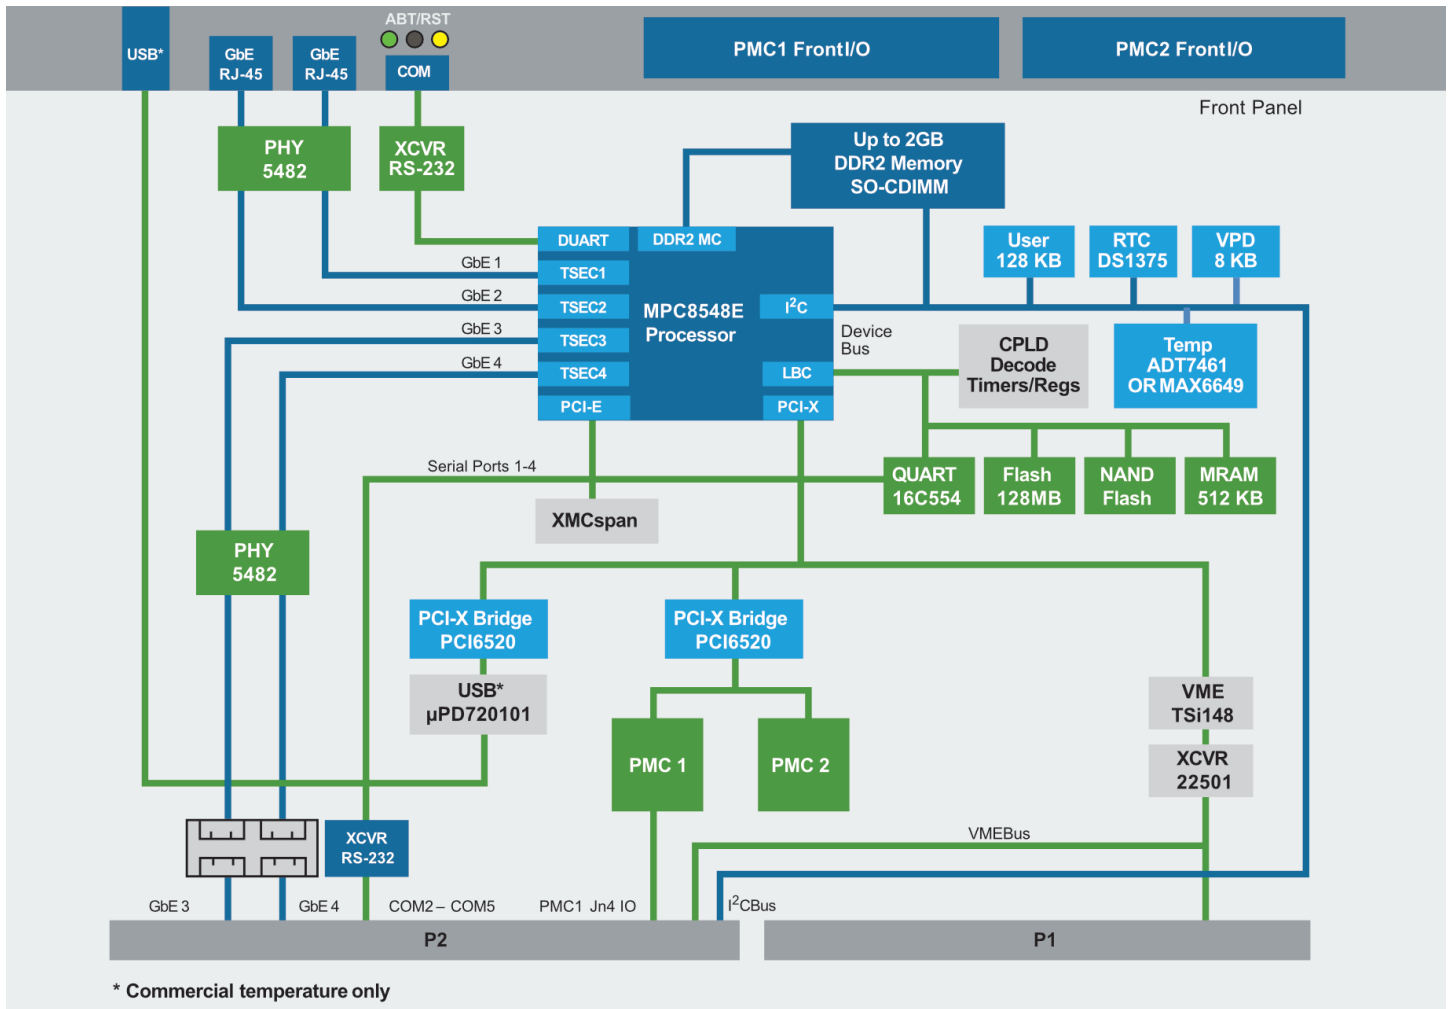 ABT/RST
USB*
GbE
RJ-45
GbE
RJ-45
COM
PMC1 Front I/O
PMC2 Front I/O
Front Panel
PHY
5482
XCVR
RS-232
Up to 2GB
DDR2 Memory
SO-CDIMM
DUART
DDR2 MC
User
128 KB
RTC
DS1375
VPD
8 KB
GbE 1
TSEC1
GbE 2
TSEC2
MPC8548E
Processor
I²C
GbE 3
TSEC3
Device
Bus
CPLD
Decode
Timers/Regs
Temp
ADT7461
OR MAX6649
GbE 4
TSEC4
LBC
PCI-E
PCI-X
Serial Ports 1-4
QUART
16C554
Flash
128MB
NAND
Flash
MRAM
512 KB
XMCspan
PHY
5482
PCI-X Bridge
PCI6520
PCI-X Bridge
PCI6520
USB*
µPD720101
VME
TSi148
PMC 1
PMC 2
XCVR
22501
XCVR
RS-232
VMEBus
GbE 3
GbE 4
COM2 – COM5
PMC1 Jn4 IO
I²CBus
P2
P1
* Commercial temperature only